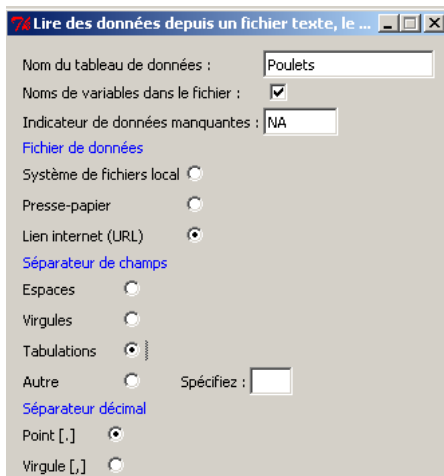 Lire des données depuis un fichier texte, le ...
Nom du tableau de données : Poulets
Noms de variables dans le fichier :
Indicateur de données manquantes : NA
Fichier de données
Système de fichiers local
Presse-papier
Lien internet (URL)
Séparateur de champs
Espaces
Virgules
Tabulations
Autre Spécifiez :
Séparateur décimal
Point [.]
Virgule [,]